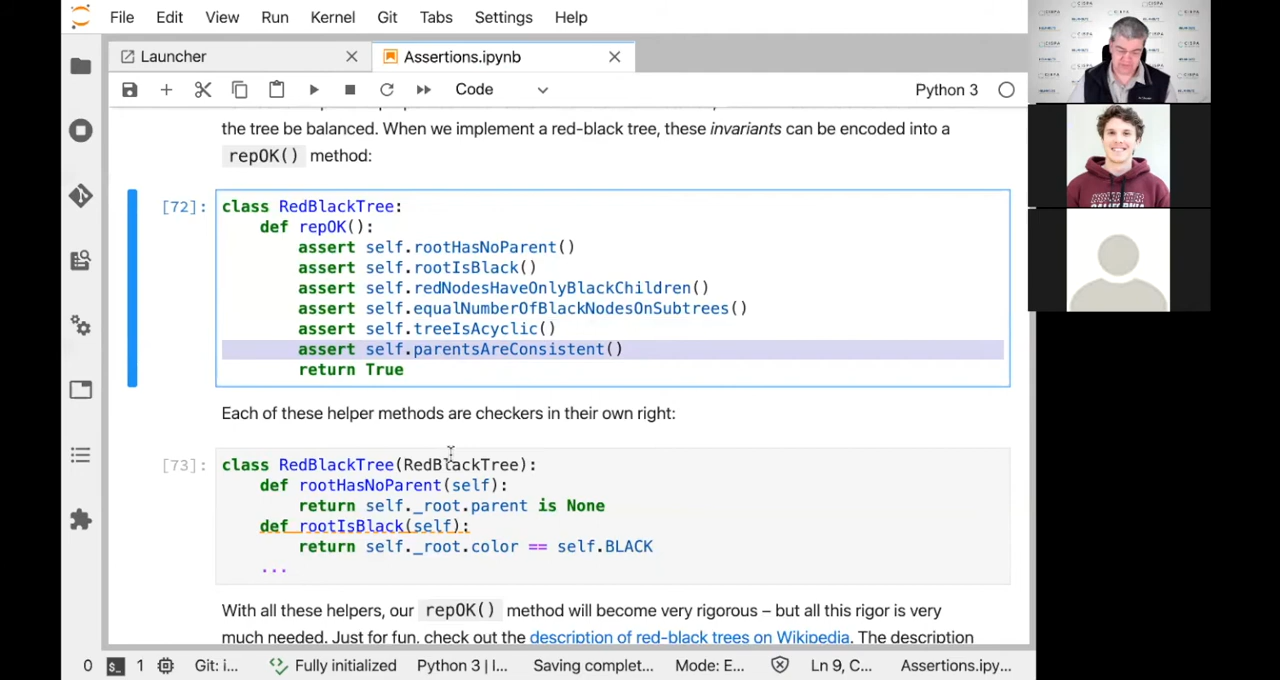 File Edit View Run Kernel Git Tabs Settings Help
Launcher
Assertions.ipynb
Code
Python 3
the tree be balanced. When we implement a red-black tree, these invariants can be encoded into a
repOK() method:
[72]:
class RedBlackTree:
    def repOK():
        assert self.rootHasNoParent()
        assert self.rootIsBlack()
        assert self.redNodesHaveOnlyBlackChildren()
        assert self.equalNumberOfBlackNodesOnSubtrees()
        assert self.treeIsAcyclic()
        assert self.parentsAreConsistent()
        return True
Each of these helper methods are checkers in their own right:
[73]:
class RedBlackTree(RedBlackTree):
    def rootHasNoParent(self):
        return self._root.parent is None
    def rootIsBlack(self):
        return self._root.color == self.BLACK
    ...
With all these helpers, our repOK() method will become very rigorous – but all this rigor is very
much needed. Just for fun, check out the description of red-black trees on Wikipedia. The description
0 1 Git: i... Fully initialized Python 3 | I... Saving complet... Mode: E... Ln 9, C... Assertions.ipy...
CISPA